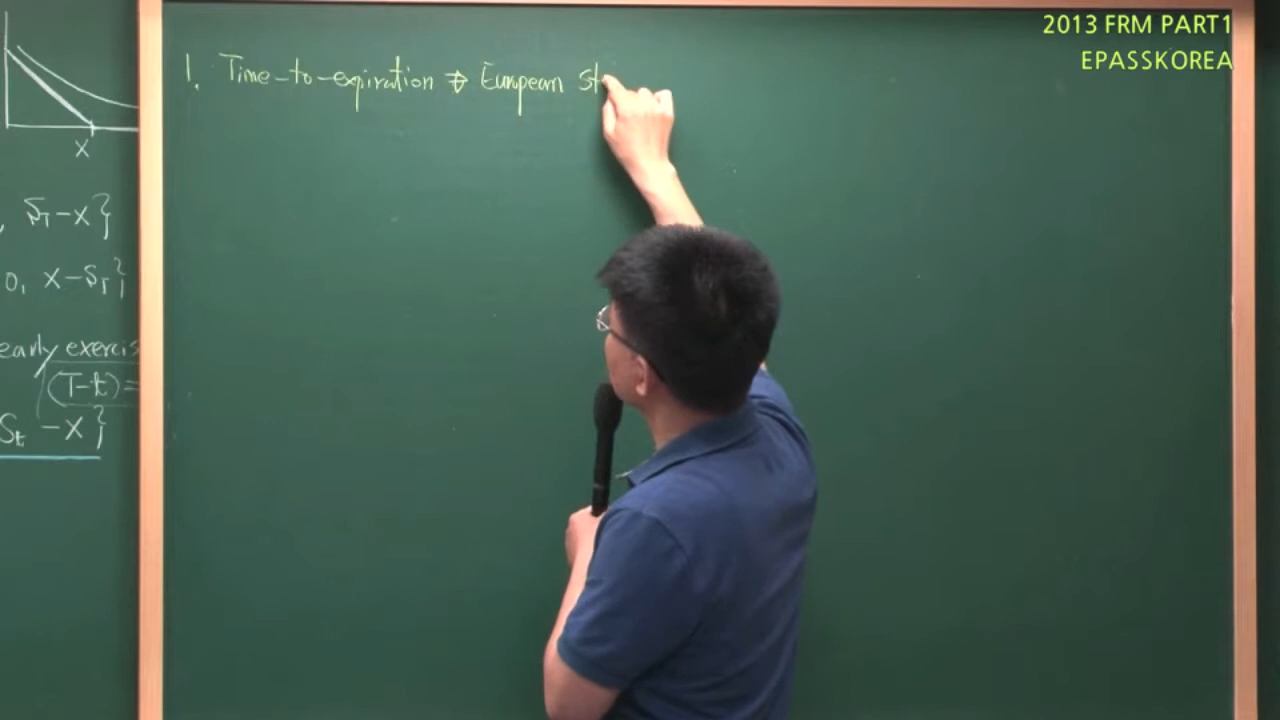 2013 FRM PART1
EPASSKOREA
1. Time-to-expiration ⇒ European st
X
, S_T - X}
0, X - S_T}
early exercis
(T-t) =
S_t - X}